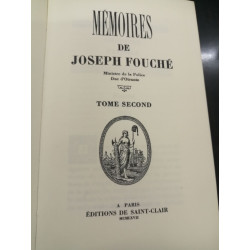 MÉMOIRES
DE
JOSEPH FOUCHÉ
Ministre de la Police
Duc d'Otrante
TOME SECOND
A PARIS
ÉDITIONS DE SAINT-CLAIR